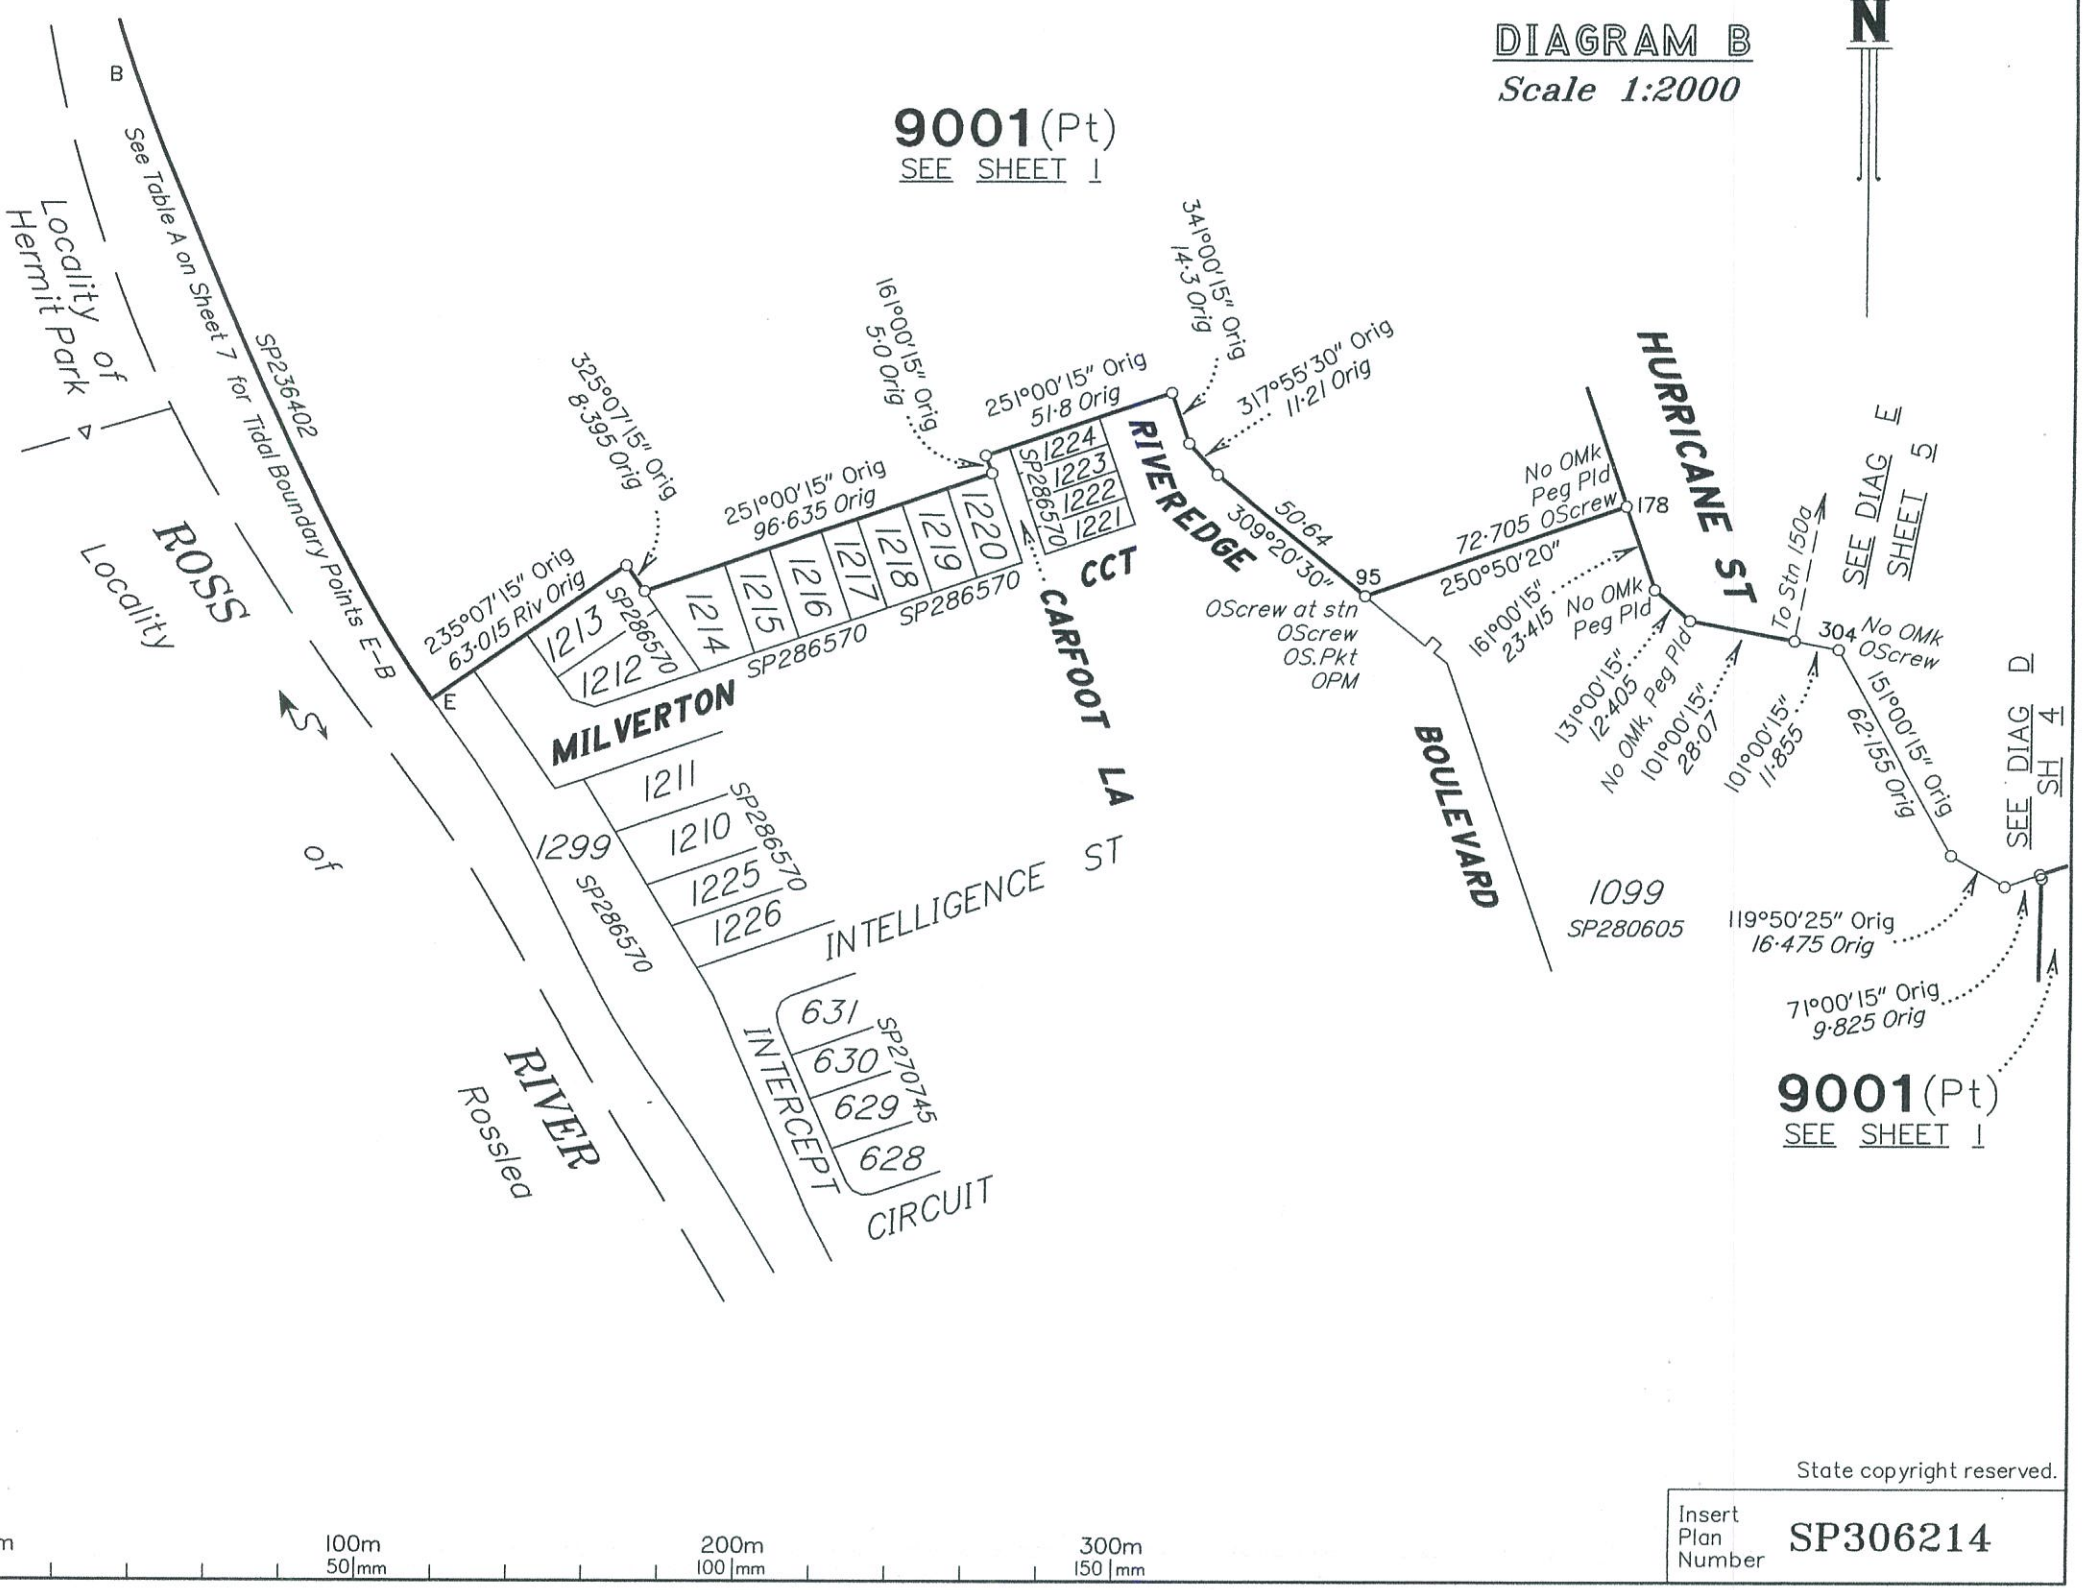 DIAGRAM B
Scale 1:2000
N
9001 (Pt)
SEE SHEET 1
B
See Table A on Sheet 7 for Tidal Boundary Points E-B
SP236402
Locality of
Hermit Park
ROSS
Locality
S
of
RIVER
Rosslea
E
235°07'15" Orig
63·015 Riv Orig
325°07'15" Orig
8·395 Orig
251°00'15" Orig
96·635 Orig
161°00'15" Orig
5·0 Orig
251°00'15" Orig
51·8 Orig
341°00'15" Orig
14·3 Orig
317°55'30" Orig
11·21 Orig
50·64
309°20'30"
1213
1212
SP286570
1214
1215
1216
1217
1218
1219
1220
SP286570
SP286570
1224
1223
1222
1221
SP286570
RIVEREDGE
BOULEVARD
MILVERTON
CCT
CARFOOT LA
95
OScrew at stn
OScrew
OS.Pkt
OPM
72·705
250°50'20"
No OMk
Peg Pld
OScrew
178
HURRICANE ST
161°00'15"
23·415
No OMk
Peg Pld
131°00'15"
12·405
No OMk, Peg Pld
101°00'15"
28·07
101°00'15"
11·855
To Stn 150a
SEE DIAG E
SHEET 5
304
No OMk
OScrew
151°00'15" Orig
62·155 Orig
SEE DIAG D
SH 4
119°50'25" Orig
16·475 Orig
71°00'15" Orig
9·825 Orig
9001 (Pt)
SEE SHEET 1
1099
SP280605
1211
1210
1225
1226
SP286570
1299
SP286570
INTELLIGENCE ST
631
630
629
628
SP270745
INTERCEPT
CIRCUIT
State copyright reserved.
Insert
Plan
Number
SP306214
m
100m
200m
300m
50 mm
100 mm
150 mm